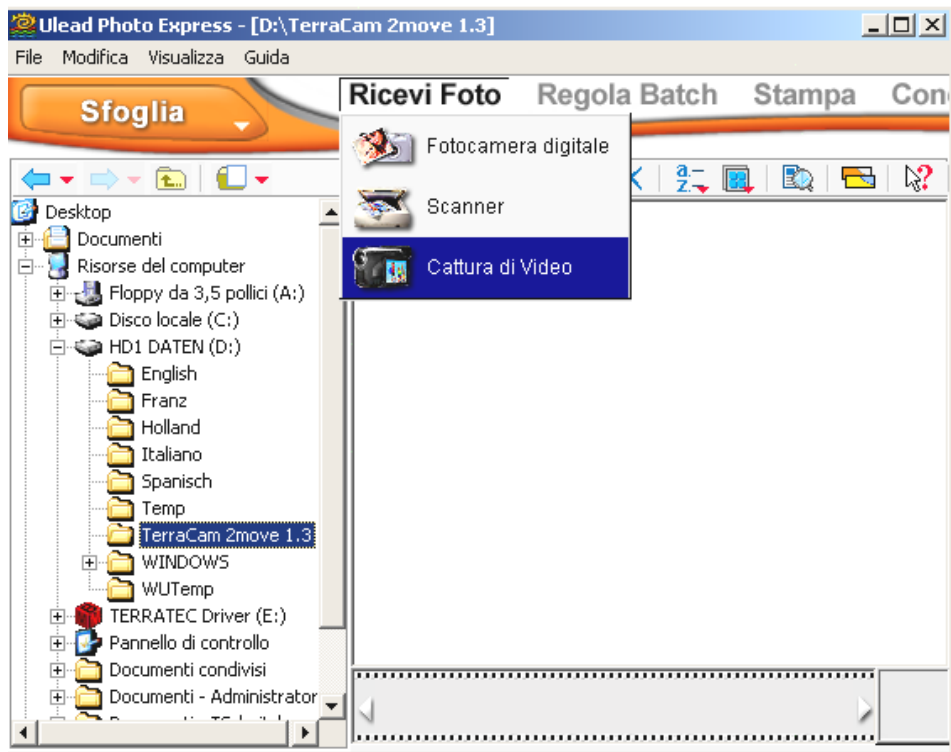 Ulead Photo Express - [D:\TerraCam 2move 1.3]
File Modifica Visualizza Guida
Sfoglia
Ricevi Foto Regola Batch Stampa Con
Fotocamera digitale
Scanner
Cattura di Video
Desktop
Documenti
Risorse del computer
Floppy da 3,5 pollici (A:)
Disco locale (C:)
HD1 DATEN (D:)
English
Franz
Holland
Italiano
Spanisch
Temp
TerraCam 2move 1.3
WINDOWS
WUTemp
TERRATEC Driver (E:)
Pannello di controllo
Documenti condivisi
Documenti - Administrator